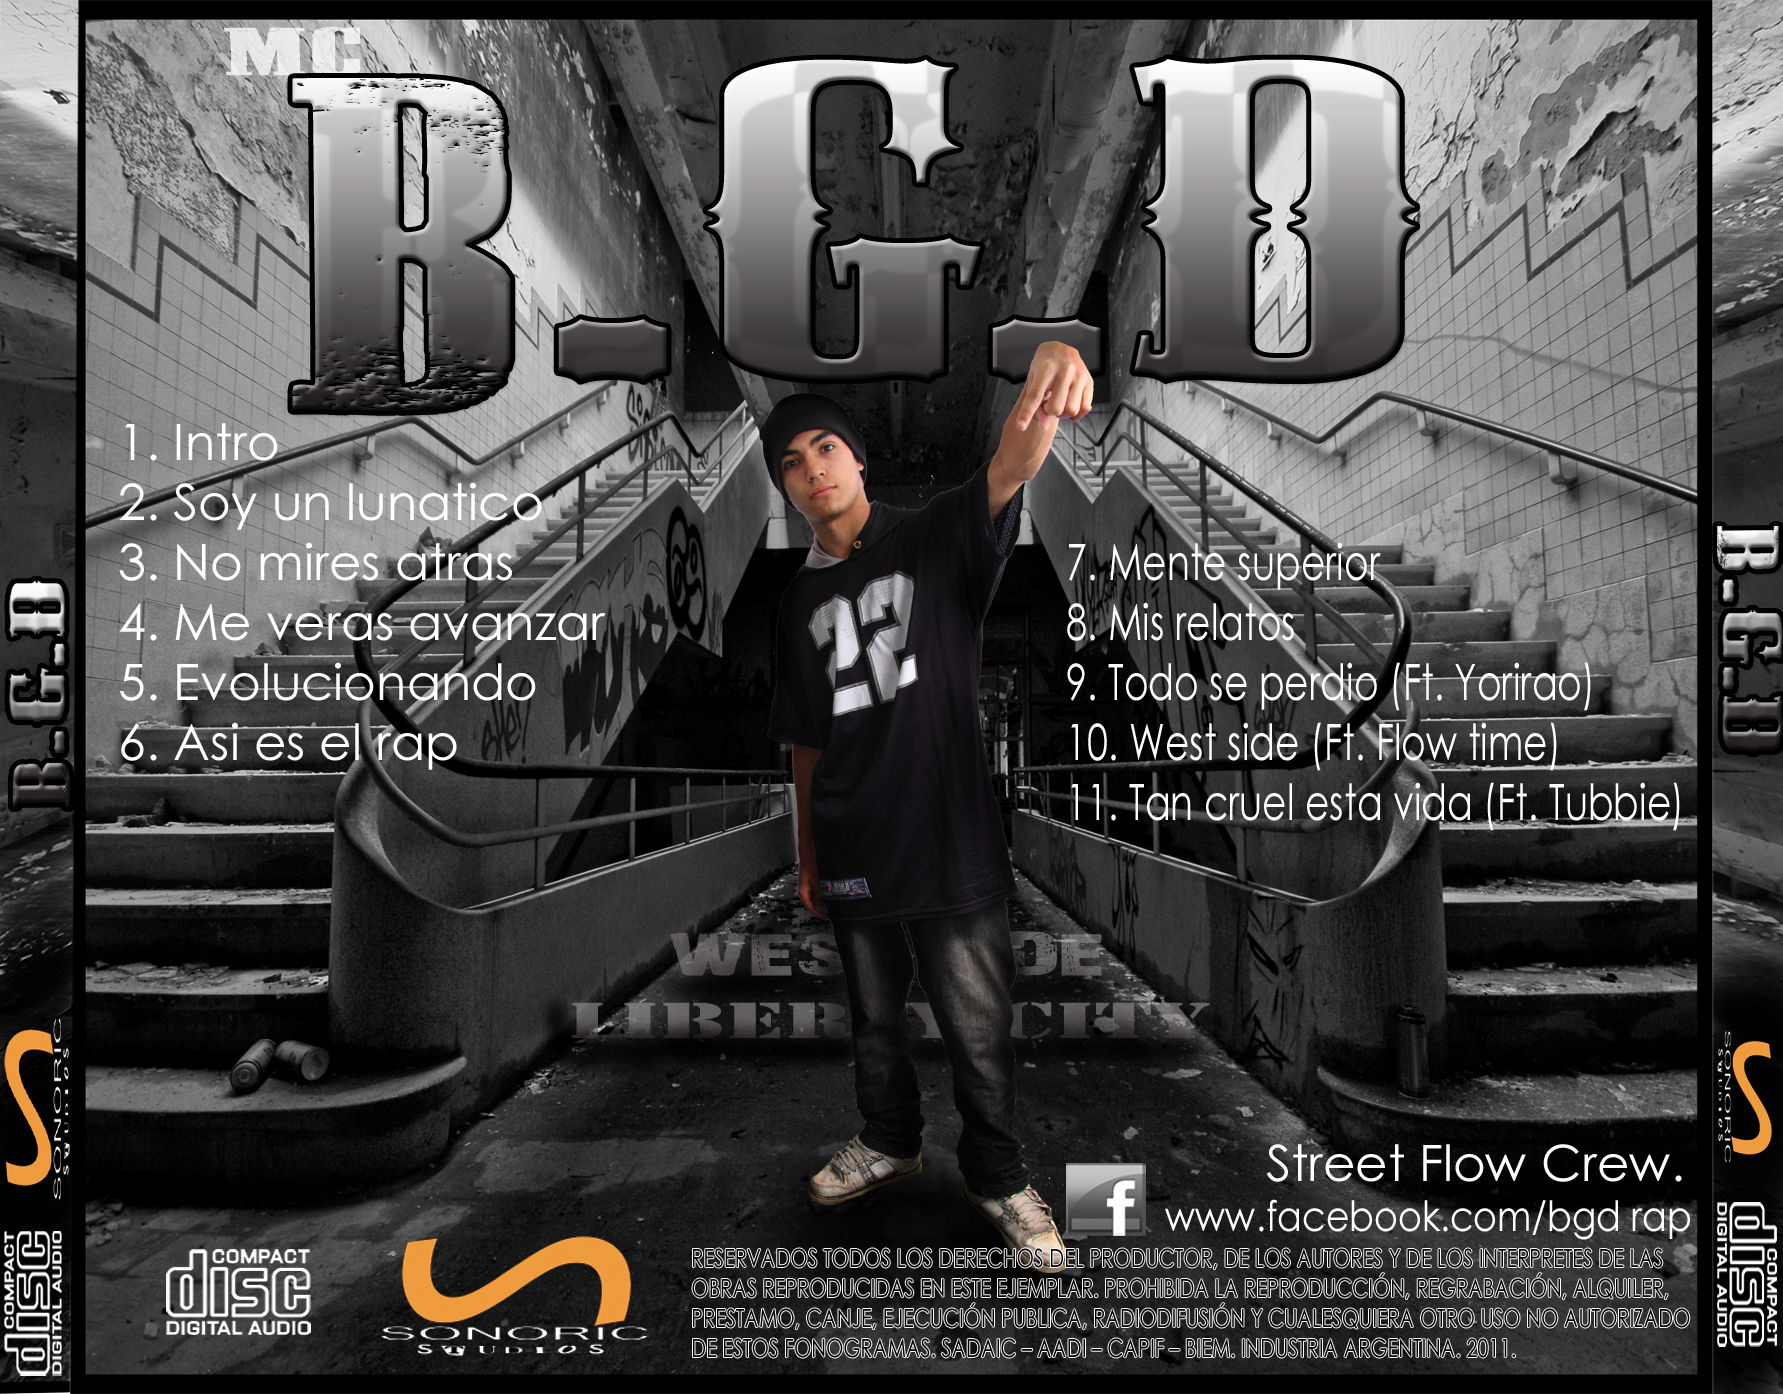 MC
B.G.D
1. Intro
2. Soy un lunatico
3. No mires atras
4. Me veras avanzar
5. Evolucionando
6. Asi es el rap
7. Mente superior
8. Mis relatos
9. Todo se perdio (Ft. Yorirao)
10. West side (Ft. Flow time)
11. Tan cruel esta vida (Ft. Tubbie)
22
LIBERTY CITY
Street Flow Crew.
f
www.facebook.com/bgd rap
COMPACT
disc
DIGITAL AUDIO
SONORIC
STUDIOS
RESERVADOS TODOS LOS DERECHOS DEL PRODUCTOR, DE LOS AUTORES Y DE LOS INTERPRETES DE LAS
OBRAS REPRODUCIDAS EN ESTE EJEMPLAR. PROHIBIDA LA REPRODUCCIÓN, REGRABACIÓN, ALQUILER,
PRESTAMO, CANJE, EJECUCIÓN PUBLICA, RADIODIFUSIÓN Y CUALESQUIERA OTRO USO NO AUTORIZADO
DE ESTOS FONOGRAMAS. SADAIC – AADI – CAPIF – BIEM. INDUSTRIA ARGENTINA. 2011.
B.G.D
SONORIC
STUDIOS
COMPACT
disc
DIGITAL AUDIO
B.G.D
SONORIC
STUDIOS
COMPACT
disc
DIGITAL AUDIO